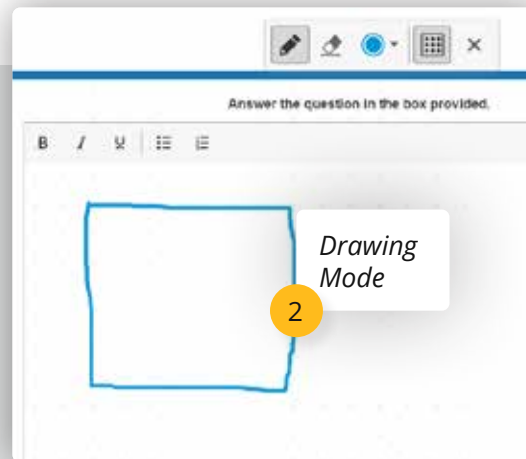 Answer the question in the box provided.
B I U
Drawing
Mode
2